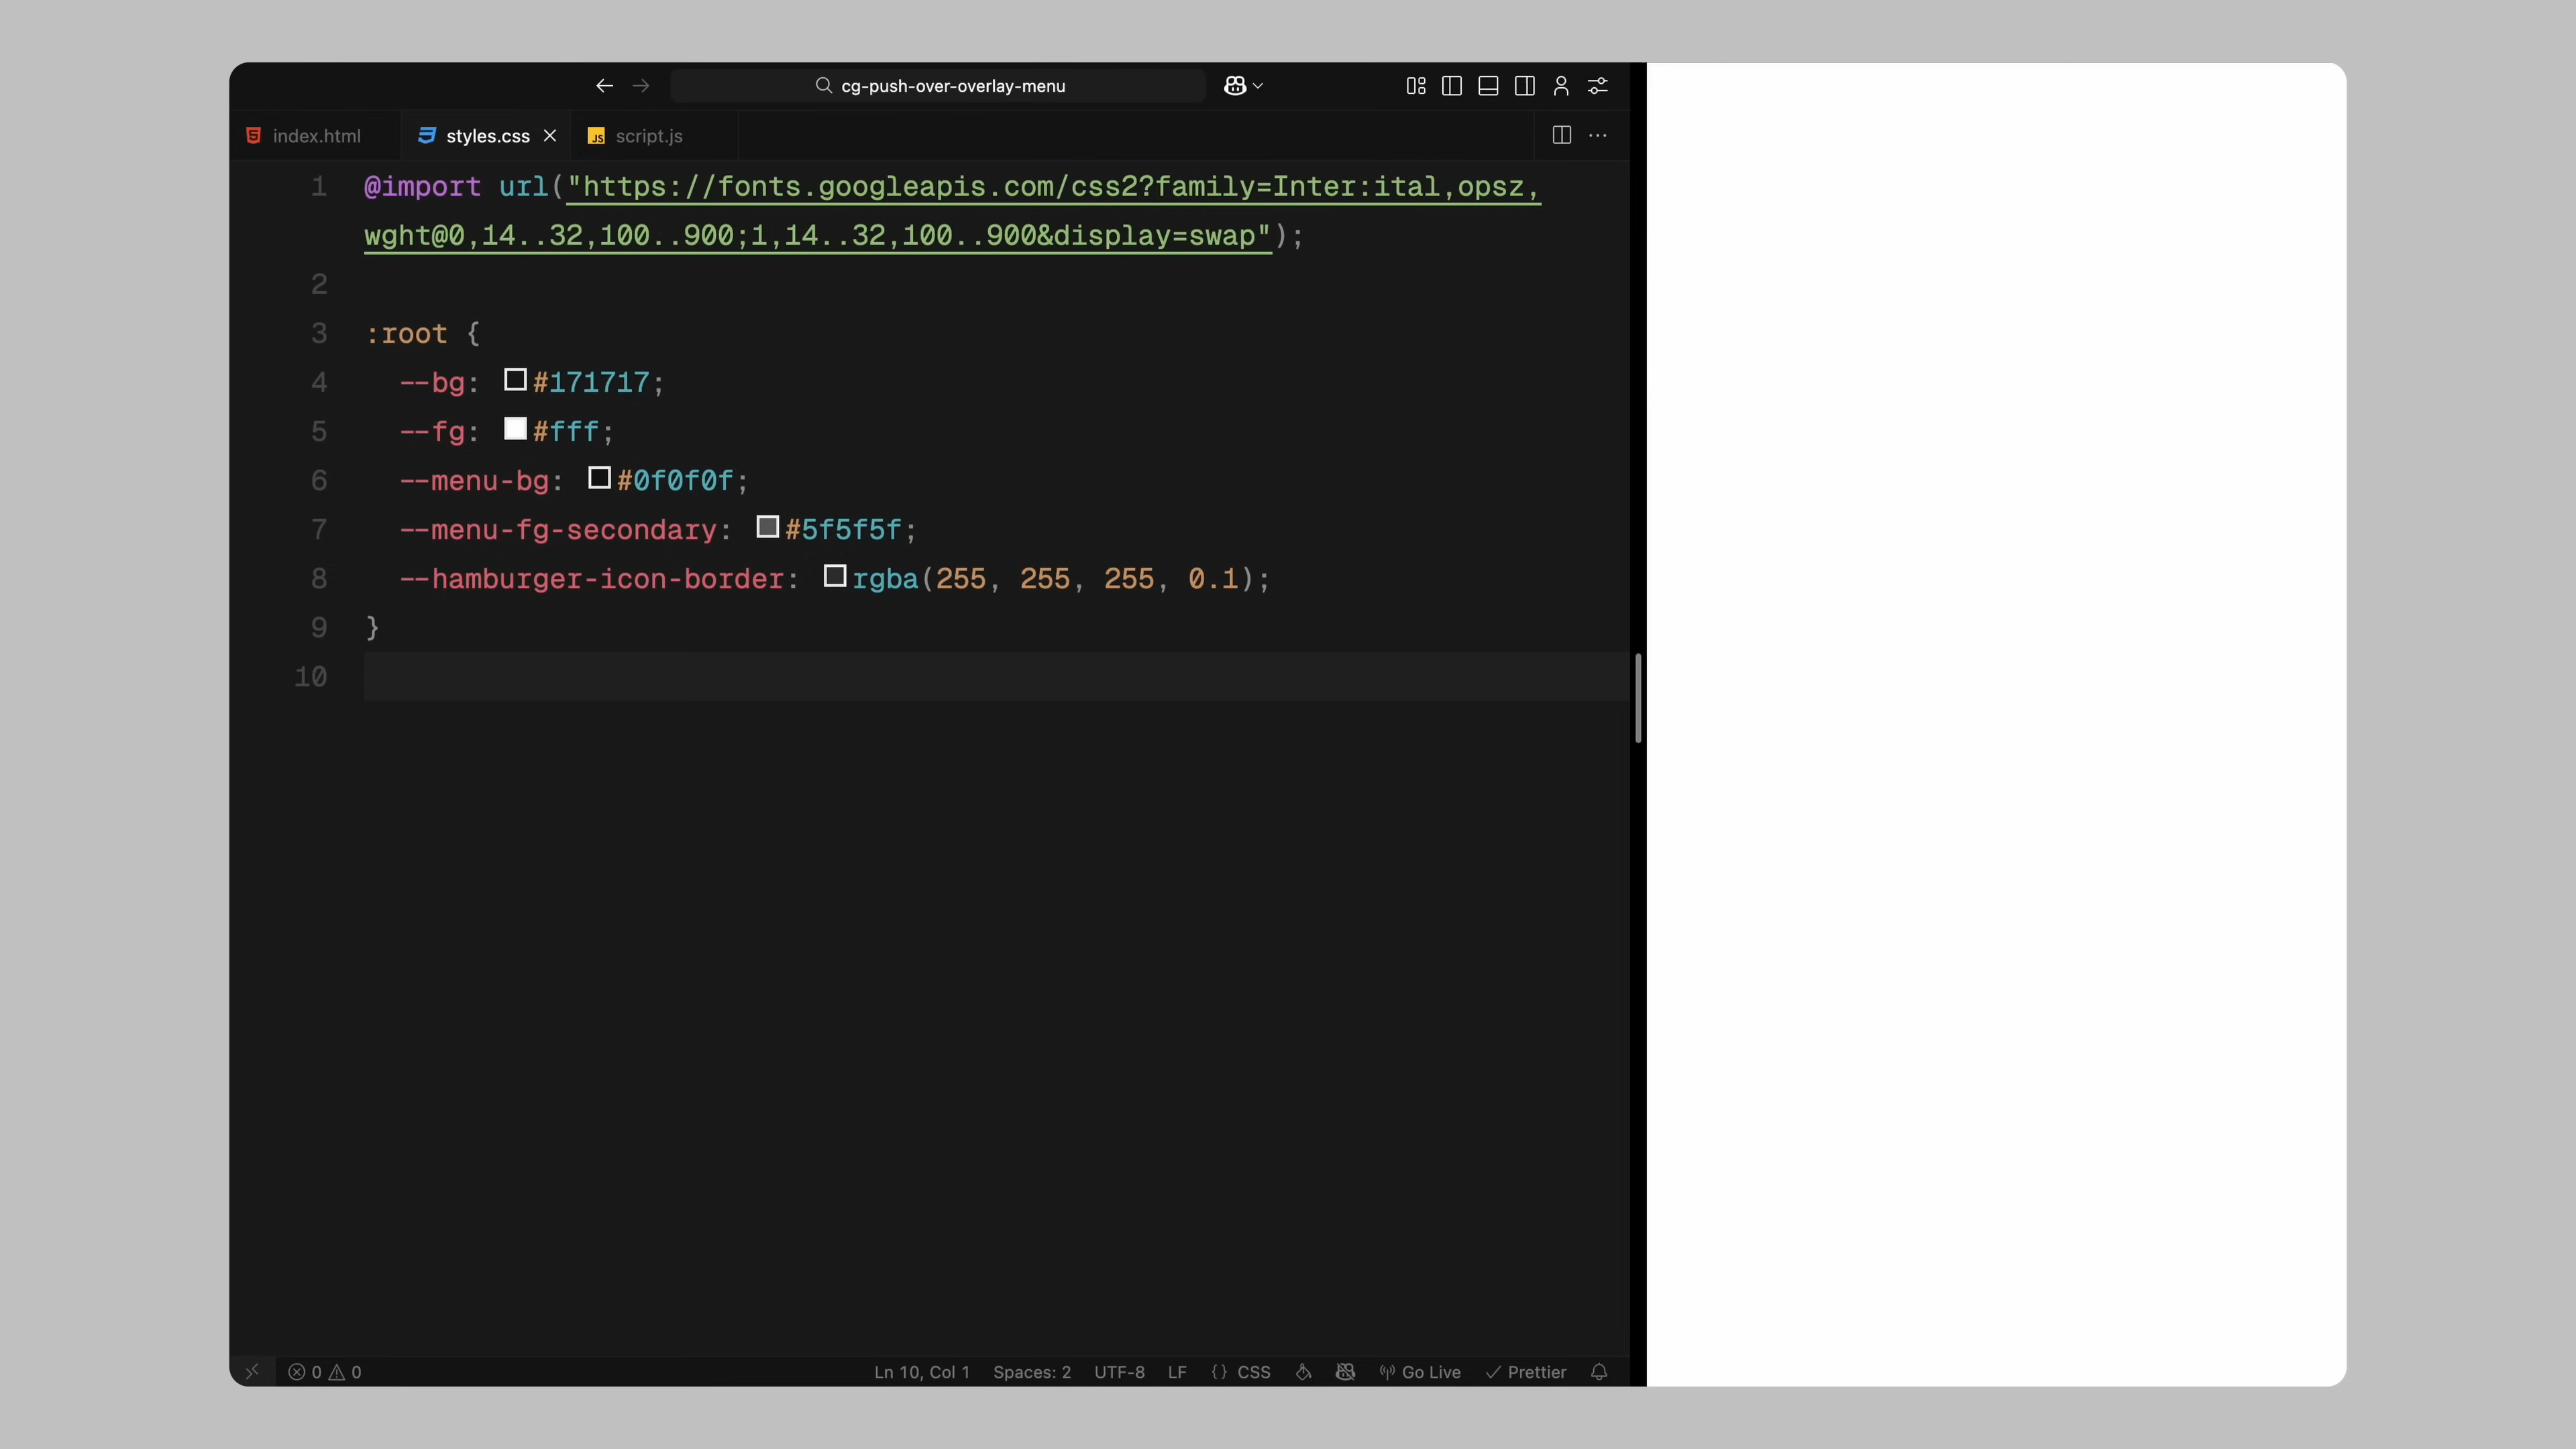 cg-push-over-overlay-menu
index.html
styles.css
JS script.js
1 @import url("https://fonts.googleapis.com/css2?family=Inter:ital,opsz,
wght@0,14..32,100..900;1,14..32,100..900&display=swap");
2
3 :root {
4 --bg: #171717;
5 --fg: #fff;
6 --menu-bg: #0f0f0f;
7 --menu-fg-secondary: #5f5f5f;
8 --hamburger-icon-border: rgba(255, 255, 255, 0.1);
9 }
10
0 0 Ln 10, Col 1 Spaces: 2 UTF-8 LF {} CSS Go Live Prettier